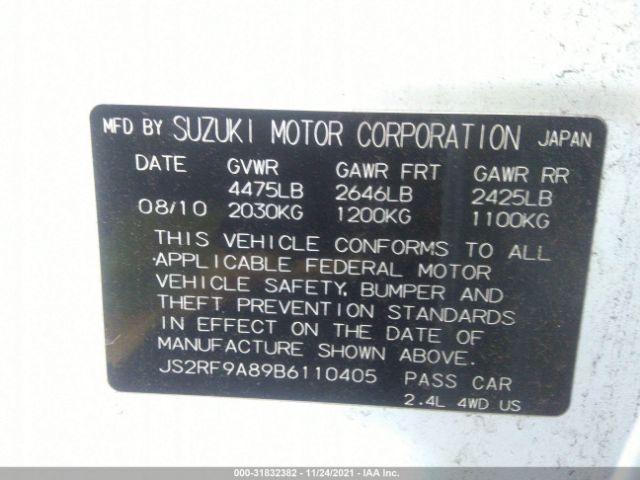 MFD BY SUZUKI MOTOR CORPORATION JAPAN
DATE GVWR GAWR FRT GAWR RR
4475LB 2646LB 2425LB
08/10 2030KG 1200KG 1100KG
THIS VEHICLE CONFORMS TO ALL
APPLICABLE FEDERAL MOTOR
VEHICLE SAFETY, BUMPER AND
THEFT PREVENTION STANDARDS
IN EFFECT ON THE DATE OF
MANUFACTURE SHOWN ABOVE.
JS2RF9A89B6110405 PASS CAR
2.4L 4WD US
000-31832382 - 11/24/2021 - IAA Inc.